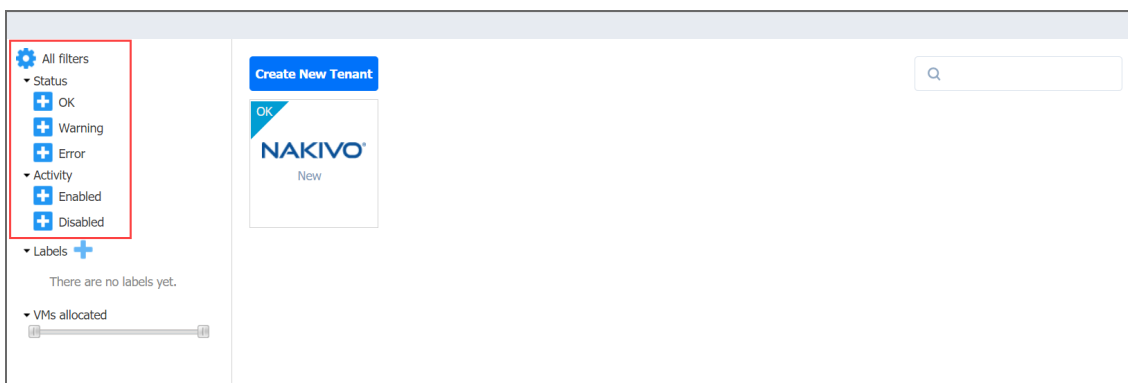 All filters
Status
OK
Warning
Error
Activity
Enabled
Disabled
Labels
There are no labels yet.
VMs allocated
Create New Tenant
OK
NAKIVO®
New